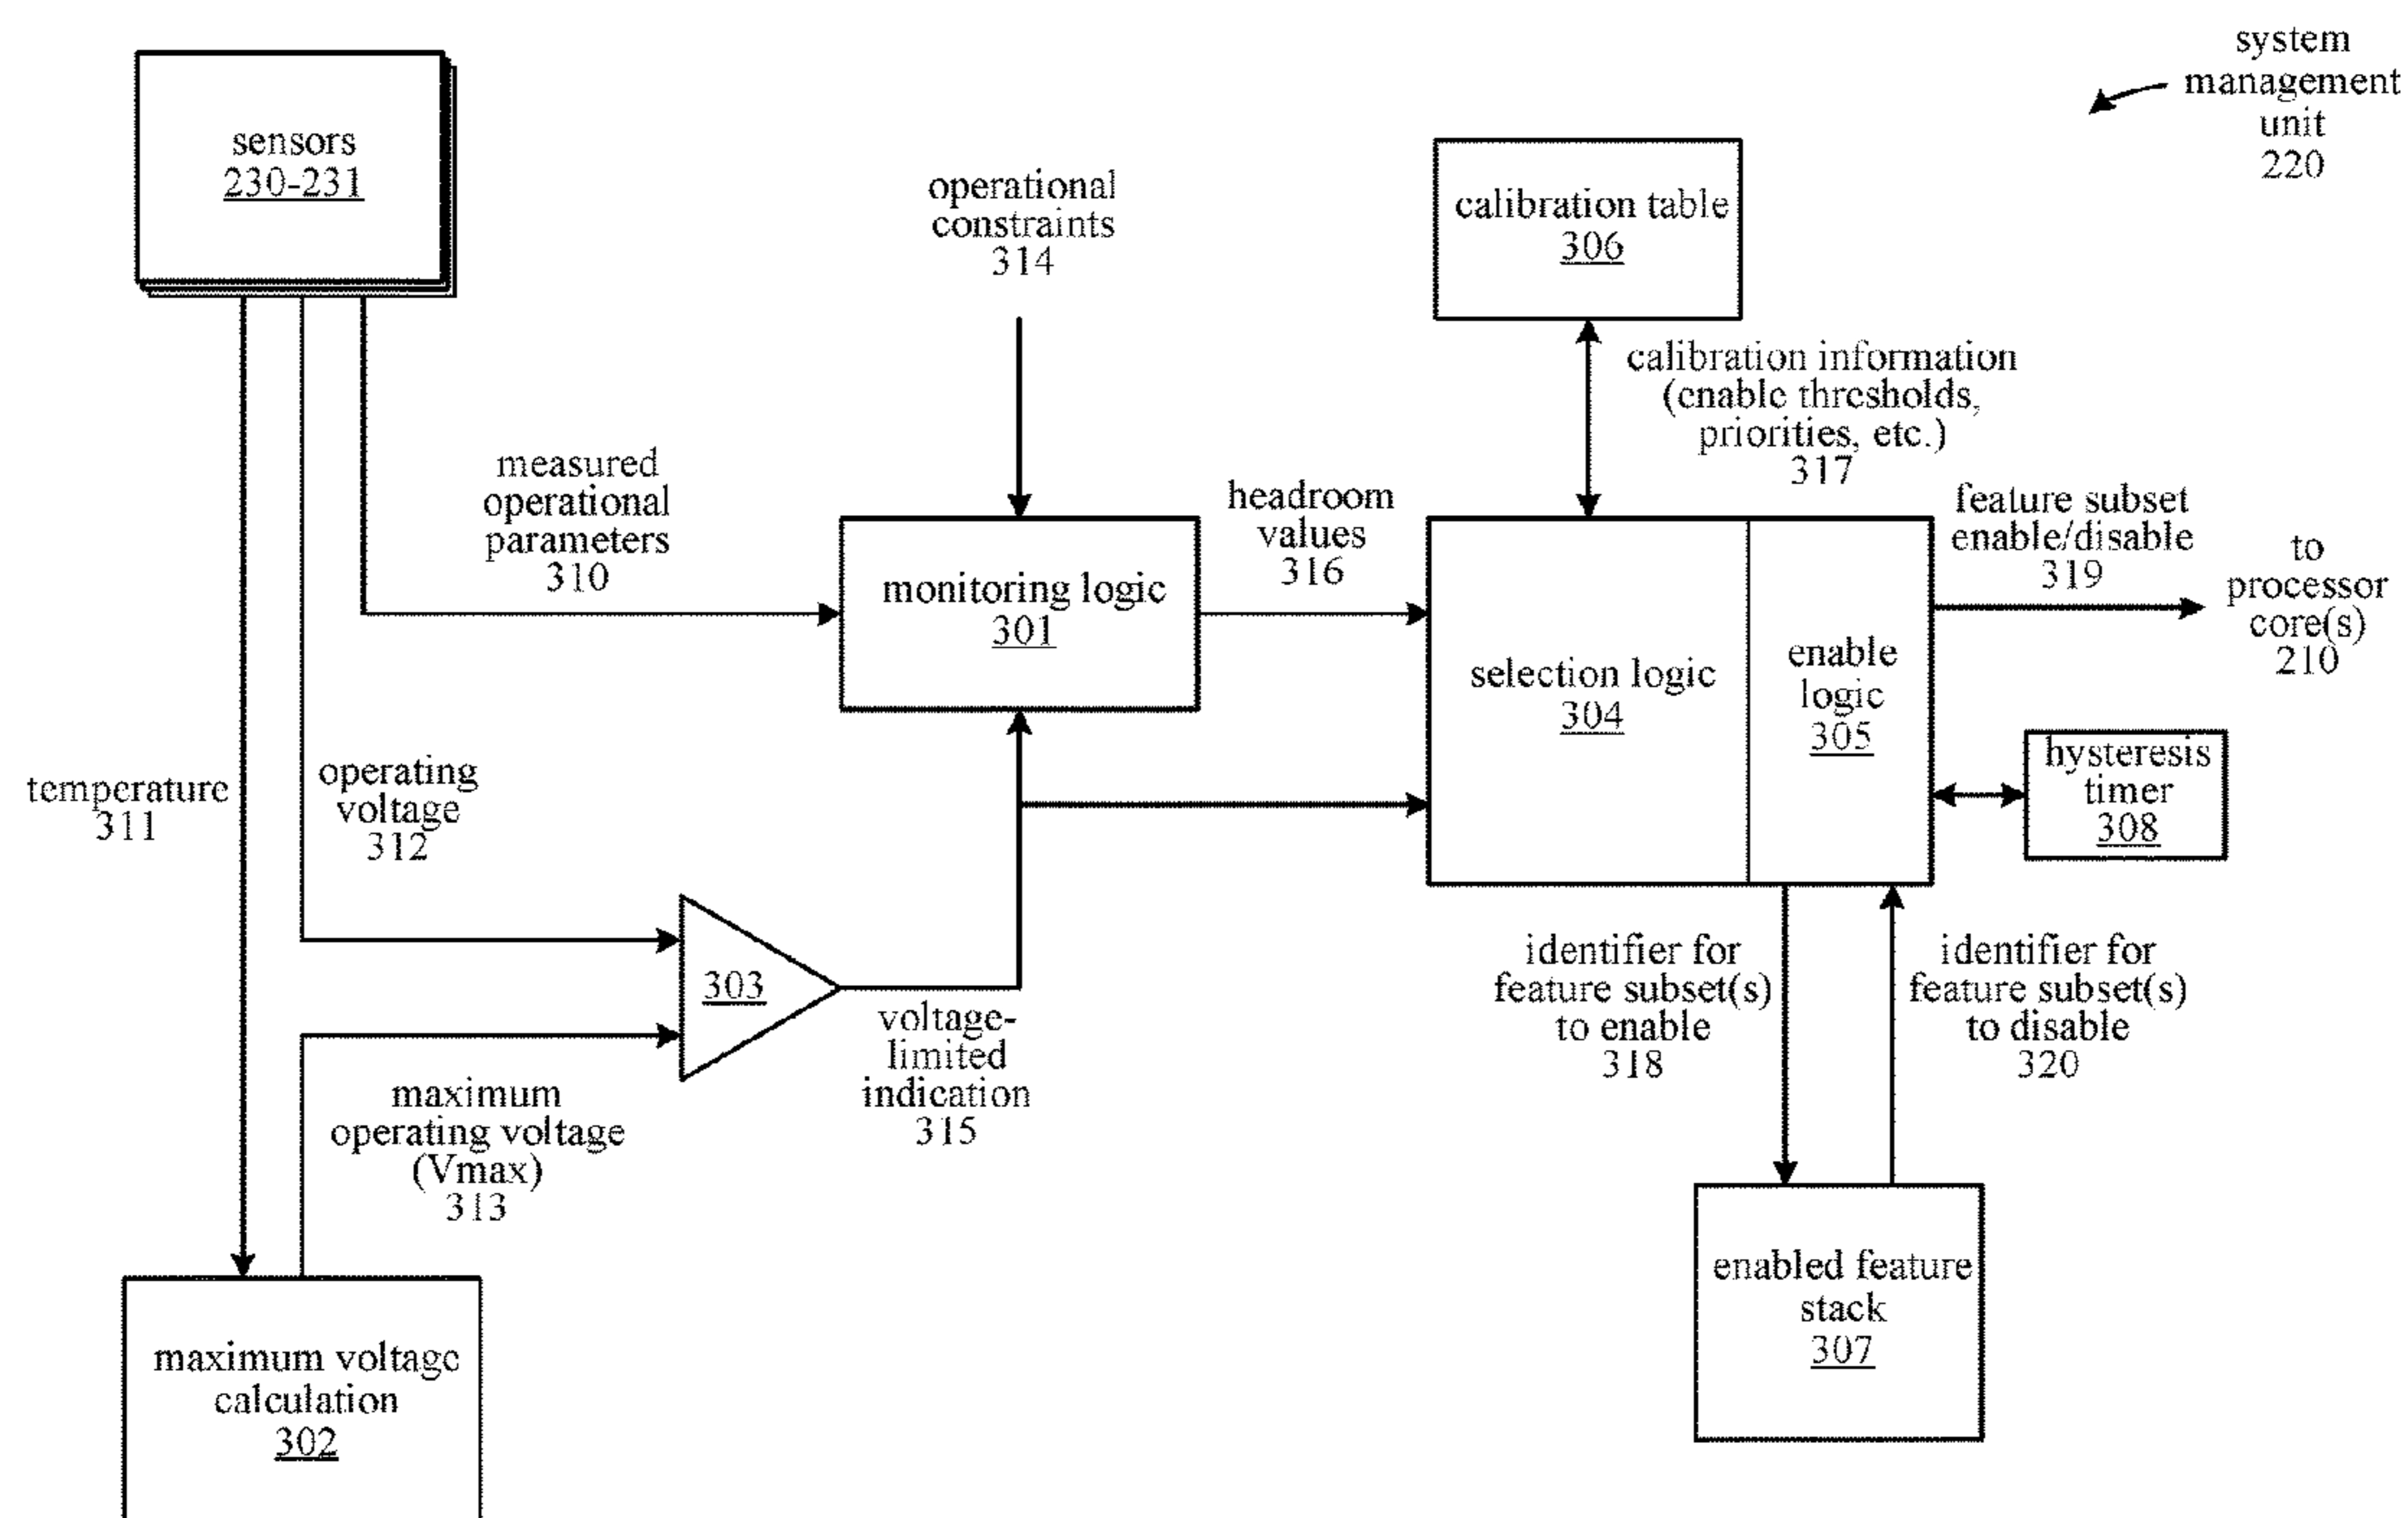 system
management
unit
220
sensors
230-231
operational
constraints
314
calibration table
306
calibration information
(enable thresholds,
priorities, etc.)
317
measured
operational
parameters
310
headroom
values
316
feature subset
enable/disable
319
to
processor
core(s)
210
monitoring logic
301
selection logic
304
enable
logic
305
hysteresis
timer
308
temperature
311
operating
voltage
312
303
voltage-
limited
indication
315
identifier for
feature subset(s)
to enable
318
identifier for
feature subset(s)
to disable
320
maximum
operating voltage
(Vmax)
313
enabled feature
stack
307
maximum voltage
calculation
302